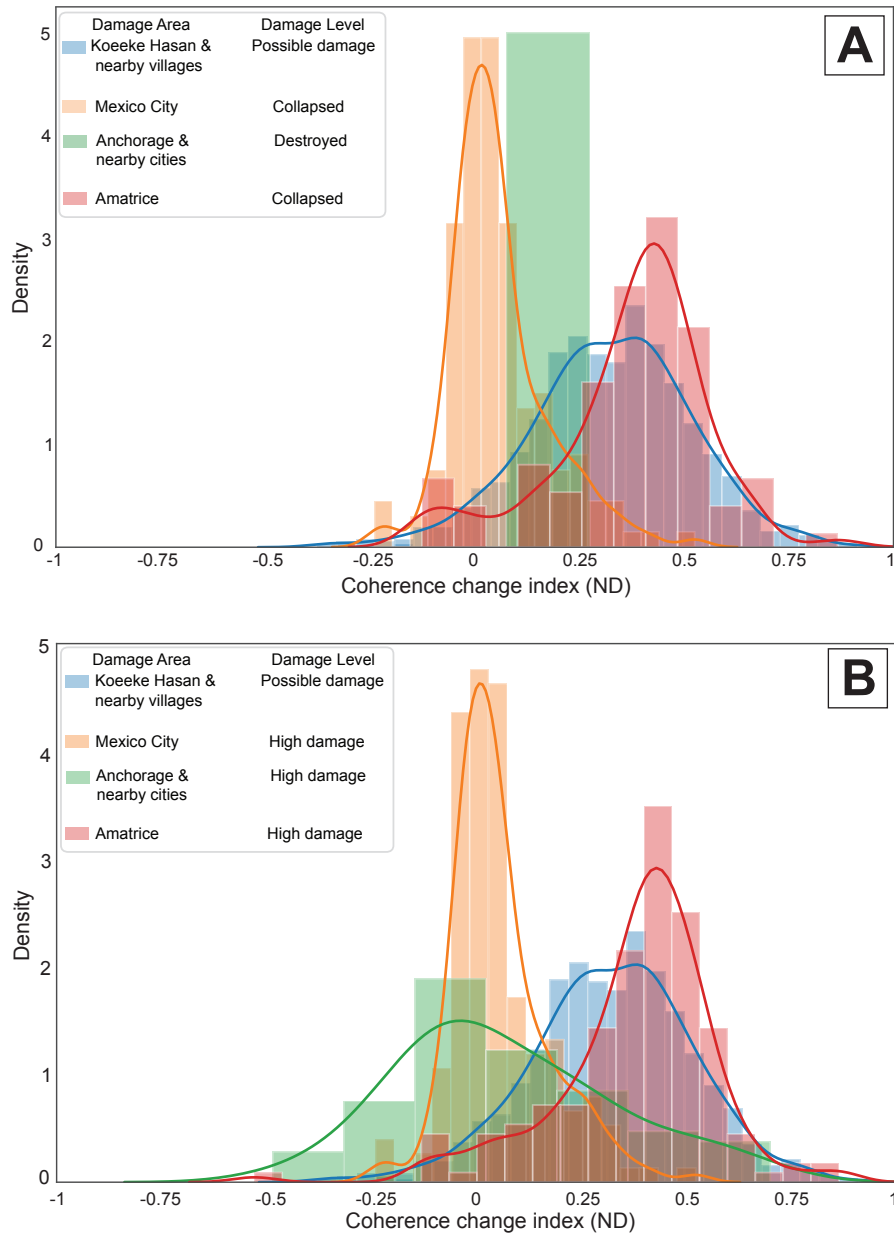 A
Damage Area Damage Level
Koeeke Hasan & Possible damage
nearby villages
Mexico City Collapsed
Anchorage & Destroyed
nearby cities
Amatrice Collapsed
5
4
3
2
1
0
Density
-1 -0.75 -0.5 -0.25 0 0.25 0.5 0.75 1
Coherence change index (ND)
B
Damage Area Damage Level
Koeeke Hasan & Possible damage
nearby villages
Mexico City High damage
Anchorage & High damage
nearby cities
Amatrice High damage
5
4
3
2
1
0
Density
-1 -0.75 -0.5 -0.25 0 0.25 0.5 0.75 1
Coherence change index (ND)